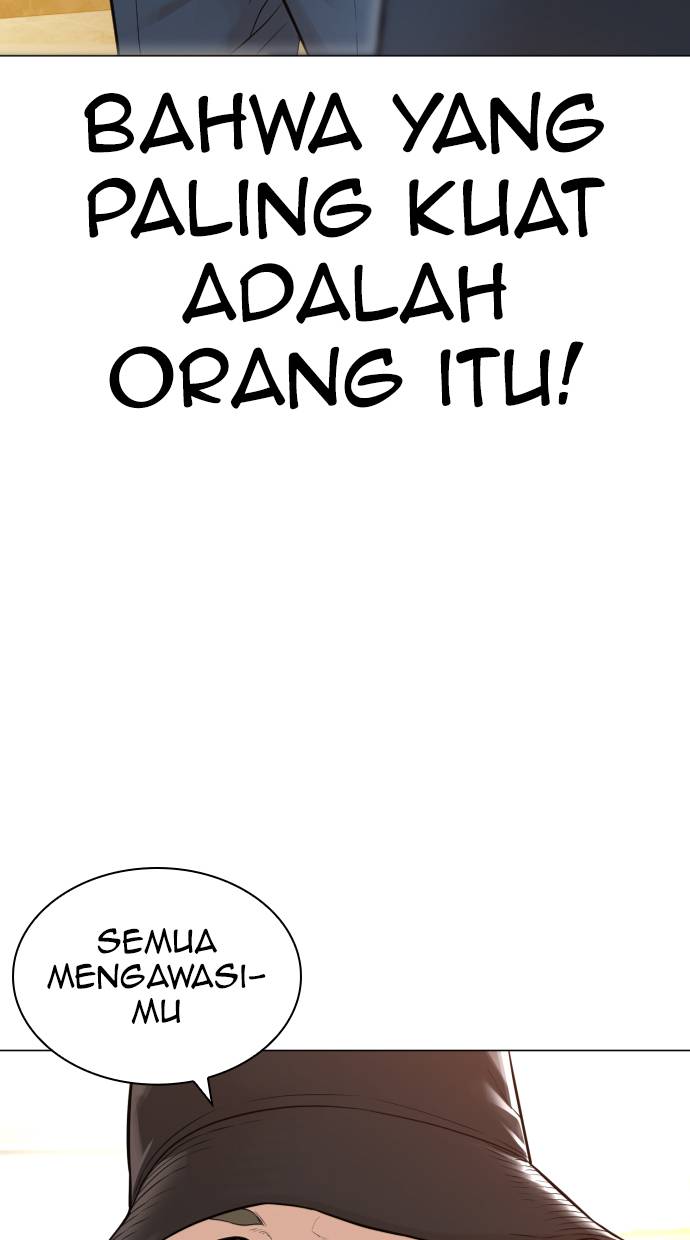 BAHWA YANG
PALING KUAT
ADALAH
ORANG ITU!
SEMUA
MENGAWASI-
MU